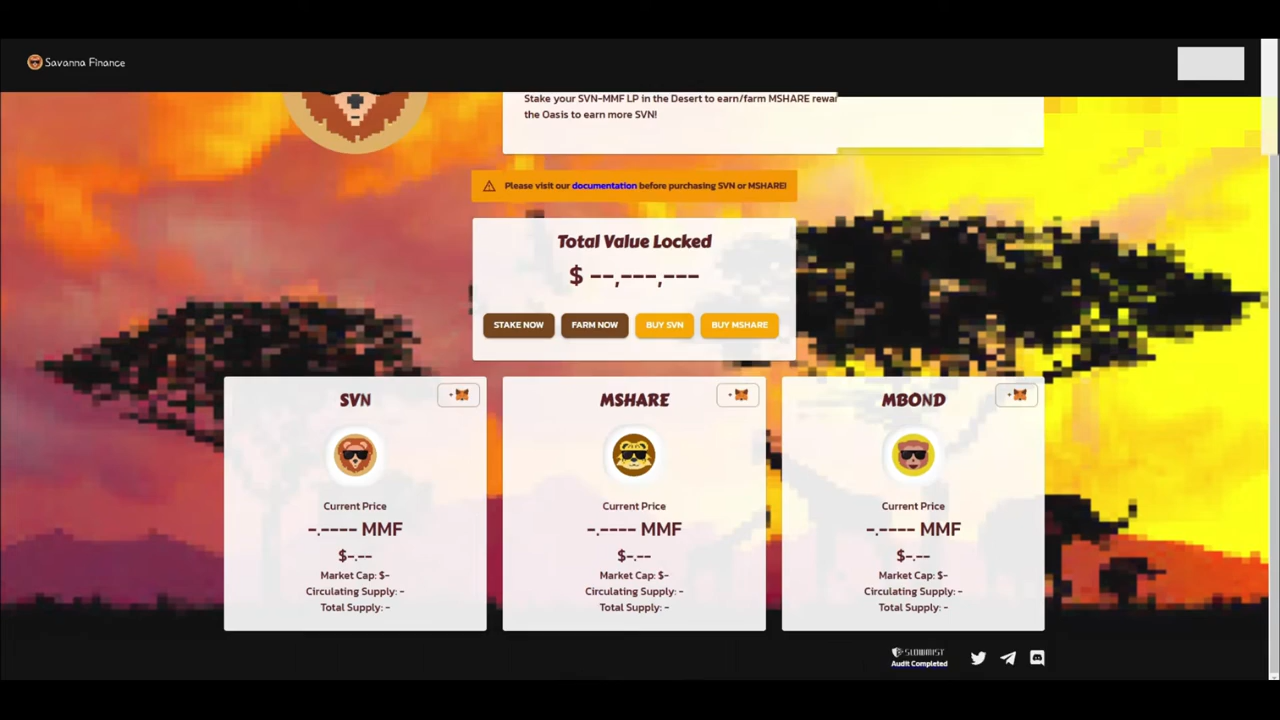 Savanna Finance
Stake your SVN-MMF LP in the Desert to earn/farm MSHARE
the Oasis to earn more SVN!
Please visit our documentation before purchasing SVN or MSHARE!
Total Value Locked
$ --,---,---
STAKE NOW FARM NOW BUY SVN BUY MSHARE
SVN
+
Current Price
-.---- MMF
$-.--
Market Cap: $-
Circulating Supply: -
Total Supply: -
MSHARE
+
Current Price
-.---- MMF
$-.--
Market Cap: $-
Circulating Supply: -
Total Supply: -
MBOND
+
Current Price
-.---- MMF
$-.--
Market Cap: $-
Circulating Supply: -
Total Supply: -
SLOWMIST
Audit Completed